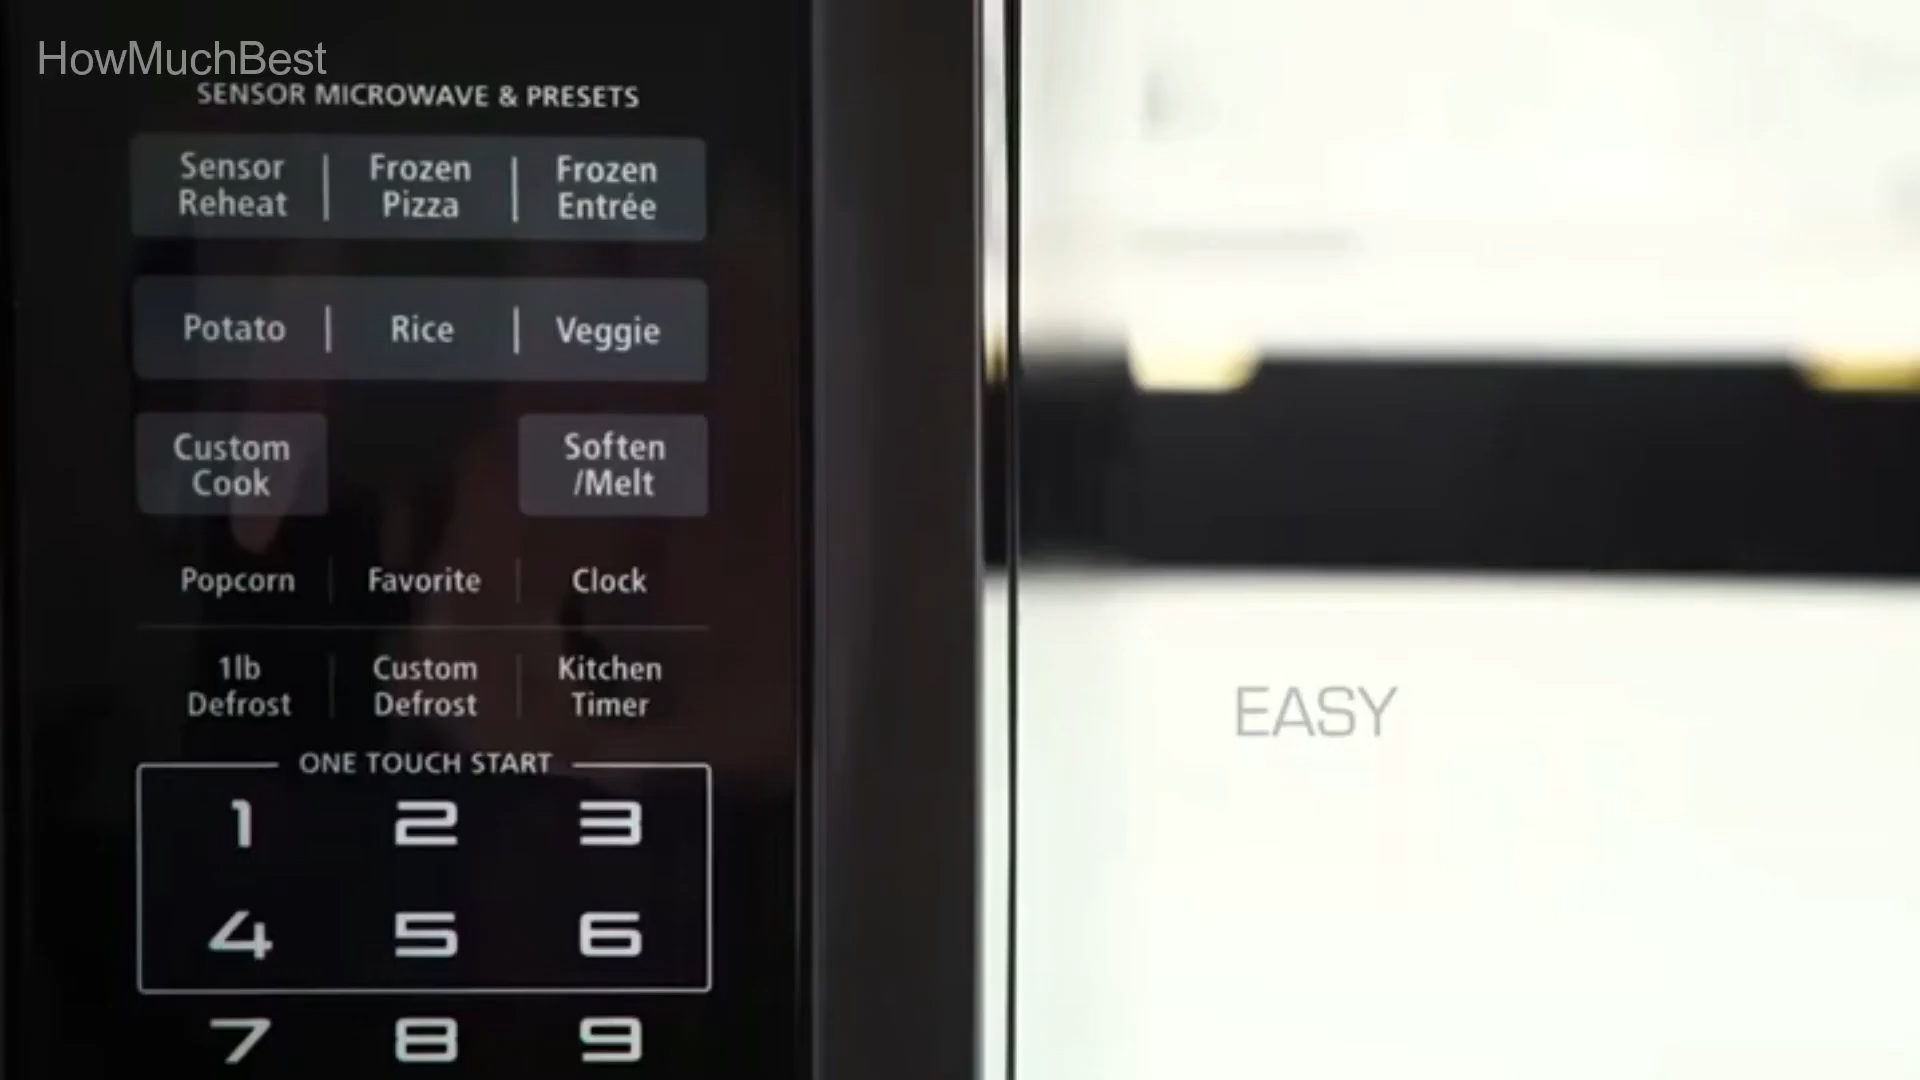 HowMuchBest
SENSOR MICROWAVE & PRESETS
Sensor Reheat
Frozen Pizza
Frozen Entrée
Potato
Rice
Veggie
Custom Cook
Soften /Melt
Popcorn
Favorite
Clock
1lb Defrost
Custom Defrost
Kitchen Timer
ONE TOUCH START
1 2 3
4 5 6
7 8 9
EASY